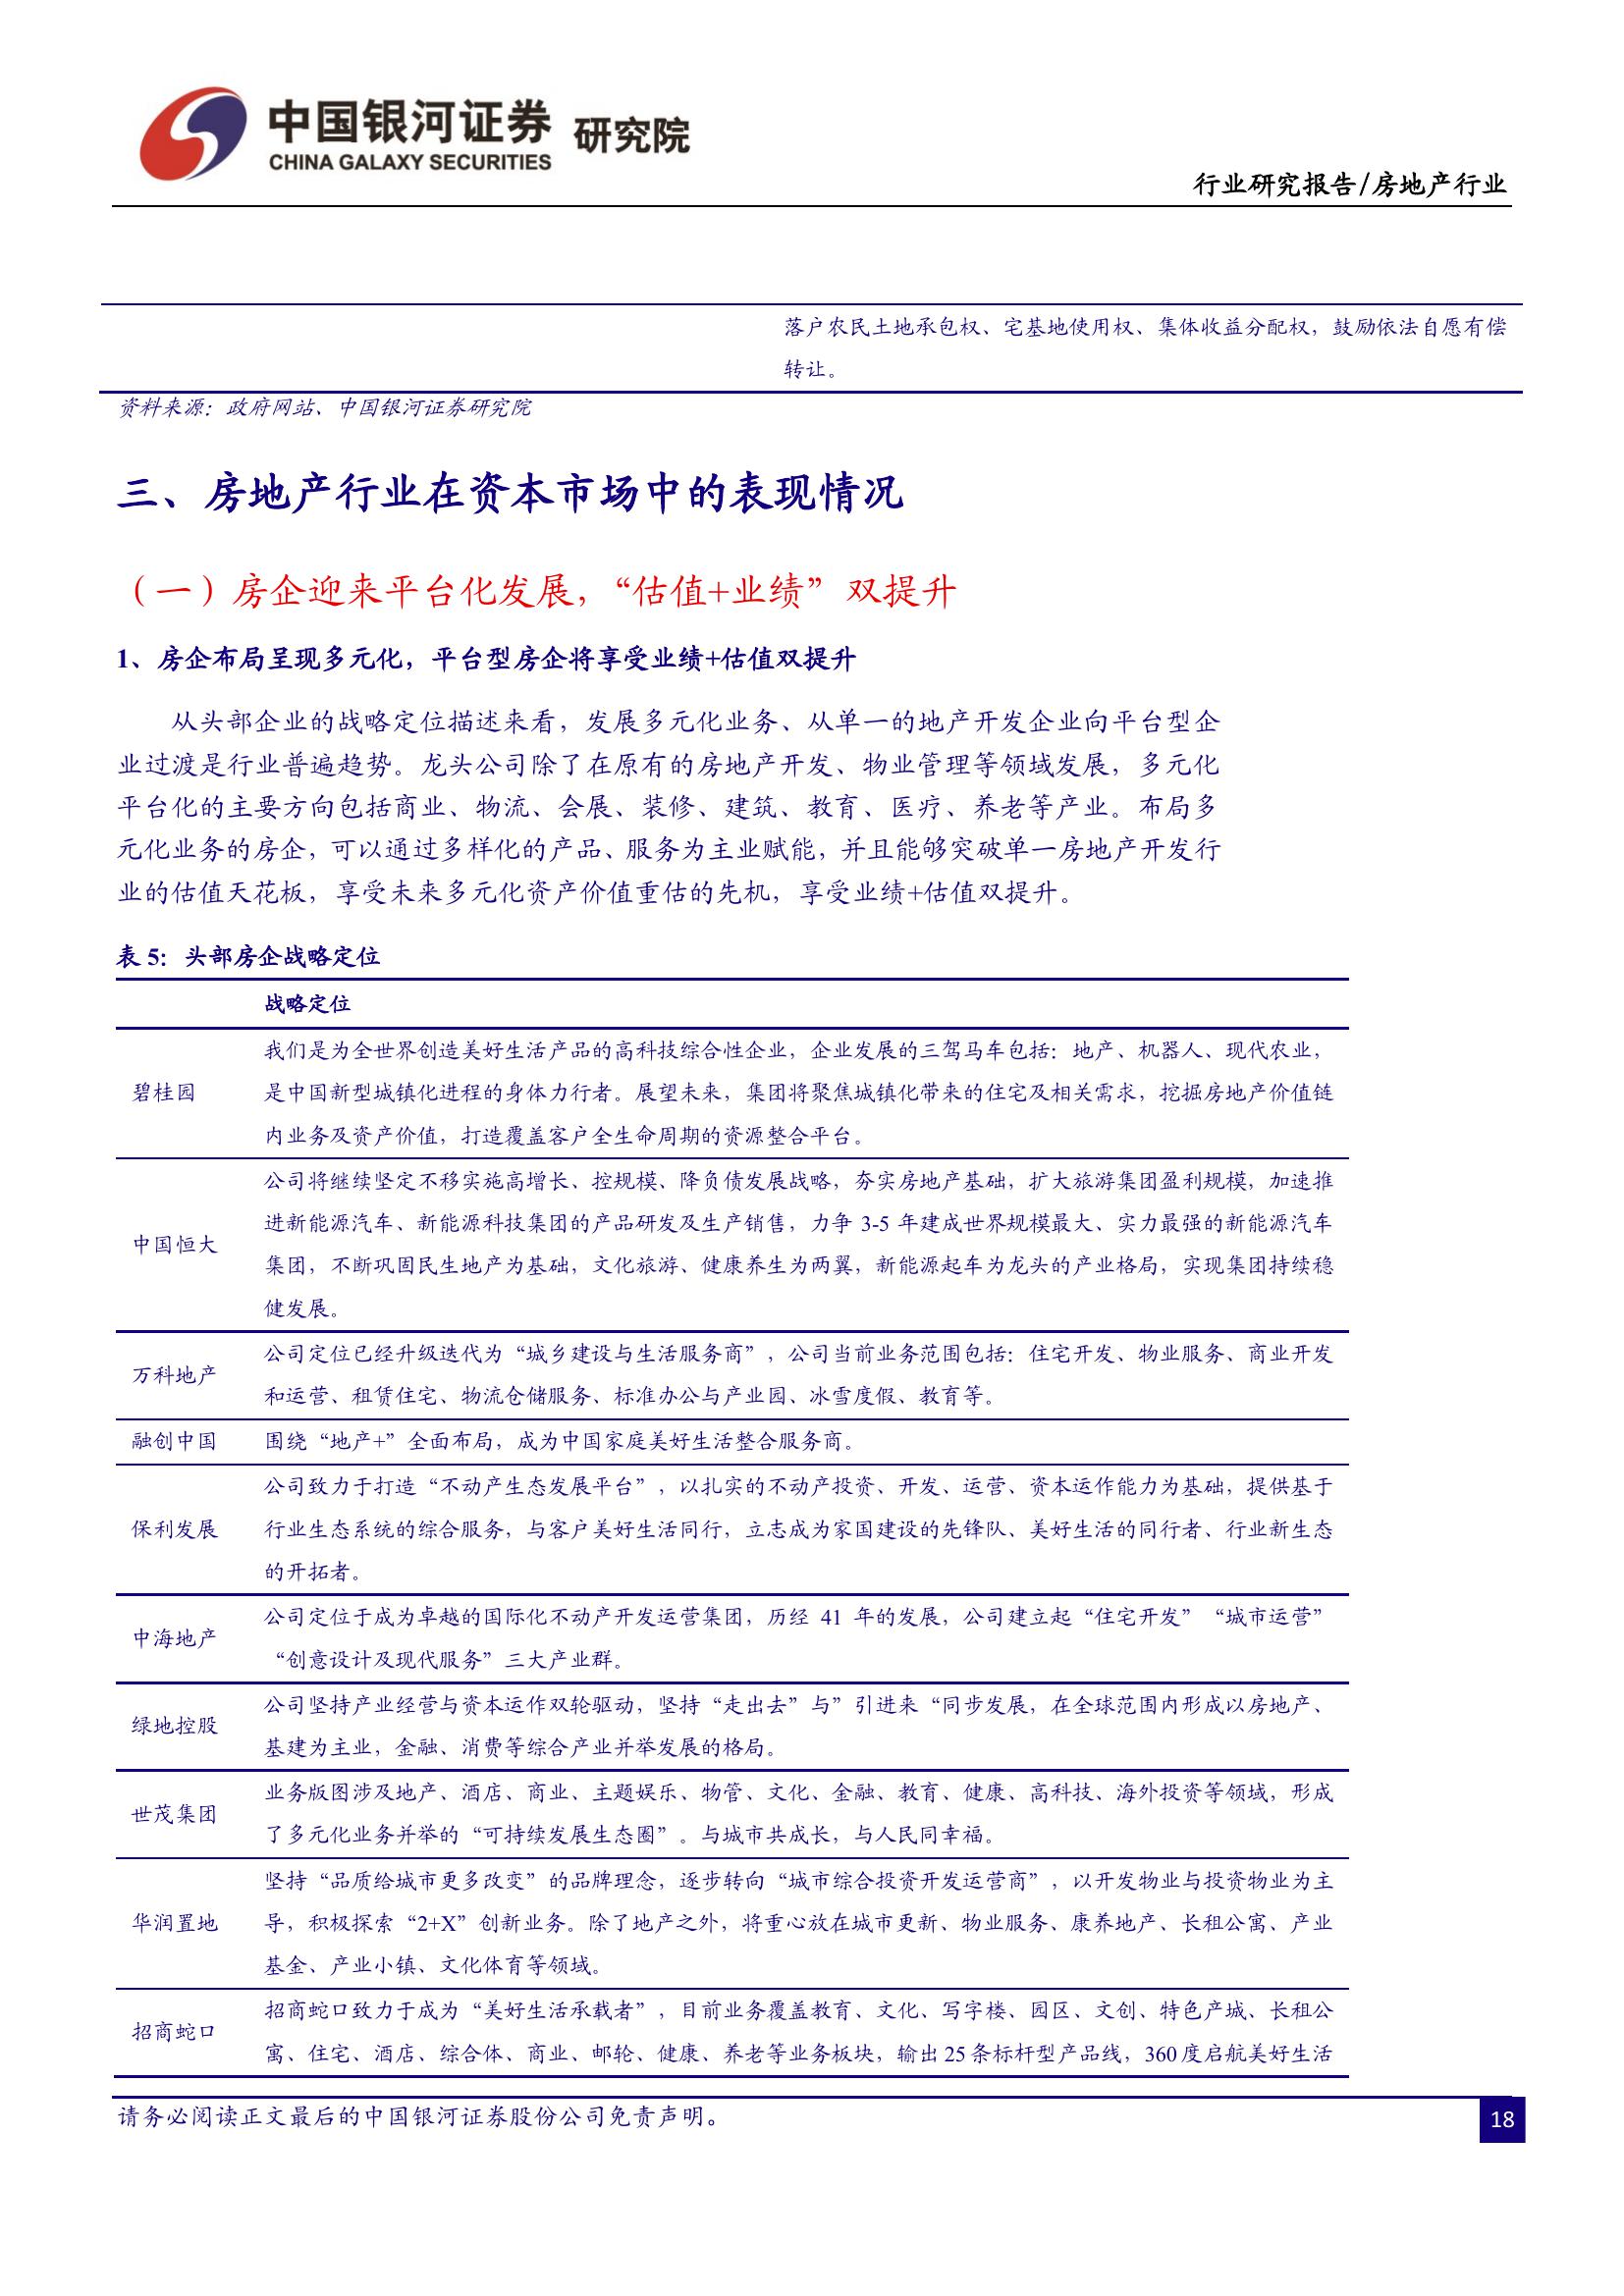 中国银河证券 研究院
CHINA GALAXY SECURITIES
行业研究报告/房地产行业
落户农民土地承包权、宅基地使用权、集体收益分配权，鼓励依法自愿有偿
转让。
资料来源：政府网站、中国银河证券研究院
三、房地产行业在资本市场中的表现情况
（一）房企迎来平台化发展，“估值+业绩”双提升
1、房企布局呈现多元化，平台型房企将享受业绩+估值双提升
从头部企业的战略定位描述来看，发展多元化业务、从单一的地产开发企业向平台型企
业过渡是行业普遍趋势。龙头公司除了在原有的房地产开发、物业管理等领域发展，多元化
平台化的主要方向包括商业、物流、会展、装修、建筑、教育、医疗、养老等产业。布局多
元化业务的房企，可以通过多样化的产品、服务为主业赋能，并且能够突破单一房地产开发行
业的估值天花板，享受未来多元化资产价值重估的先机，享受业绩+估值双提升。
表 5：头部房企战略定位
战略定位
碧桂园
我们是为全世界创造美好生活产品的高科技综合性企业，企业发展的三驾马车包括：地产、机器人、现代农业，
是中国新型城镇化进程的身体力行者。展望未来，集团将聚焦城镇化带来的住宅及相关需求，挖掘房地产价值链
内业务及资产价值，打造覆盖客户全生命周期的资源整合平台。
中国恒大
公司将继续坚定不移实施高增长、控规模、降负债发展战略，夯实房地产基础，扩大旅游集团盈利规模，加速推
进新能源汽车、新能源科技集团的产品研发及生产销售，力争 3-5 年建成世界规模最大、实力最强的新能源汽车
集团，不断巩固民生地产为基础，文化旅游、健康养生为两翼，新能源起车为龙头的产业格局，实现集团持续稳
健发展。
万科地产
公司定位已经升级迭代为“城乡建设与生活服务商”，公司当前业务范围包括：住宅开发、物业服务、商业开发
和运营、租赁住宅、物流仓储服务、标准办公与产业园、冰雪度假、教育等。
融创中国
围绕“地产+”全面布局，成为中国家庭美好生活整合服务商。
保利发展
公司致力于打造“不动产生态发展平台”，以扎实的不动产投资、开发、运营、资本运作能力为基础，提供基于
行业生态系统的综合服务，与客户美好生活同行，立志成为家国建设的先锋队、美好生活的同行者、行业新生态
的开拓者。
中海地产
公司定位于成为卓越的国际化不动产开发运营集团，历经 41 年的发展，公司建立起“住宅开发”“城市运营”
“创意设计及现代服务”三大产业群。
绿地控股
公司坚持产业经营与资本运作双轮驱动，坚持“走出去”与”引进来“同步发展，在全球范围内形成以房地产、
基建为主业，金融、消费等综合产业并举发展的格局。
世茂集团
业务版图涉及地产、酒店、商业、主题娱乐、物管、文化、金融、教育、健康、高科技、海外投资等领域，形成
了多元化业务并举的“可持续发展生态圈”。与城市共成长，与人民同幸福。
华润置地
坚持“品质给城市更多改变”的品牌理念，逐步转向“城市综合投资开发运营商”，以开发物业与投资物业为主
导，积极探索“2+X”创新业务。除了地产之外，将重心放在城市更新、物业服务、康养地产、长租公寓、产业
基金、产业小镇、文化体育等领域。
招商蛇口
招商蛇口致力于成为“美好生活承载者”，目前业务覆盖教育、文化、写字楼、园区、文创、特色产城、长租公
寓、住宅、酒店、综合体、商业、邮轮、健康、养老等业务板块，输出 25 条标杆型产品线，360 度启航美好生活
请务必阅读正文最后的中国银河证券股份公司免责声明。
18